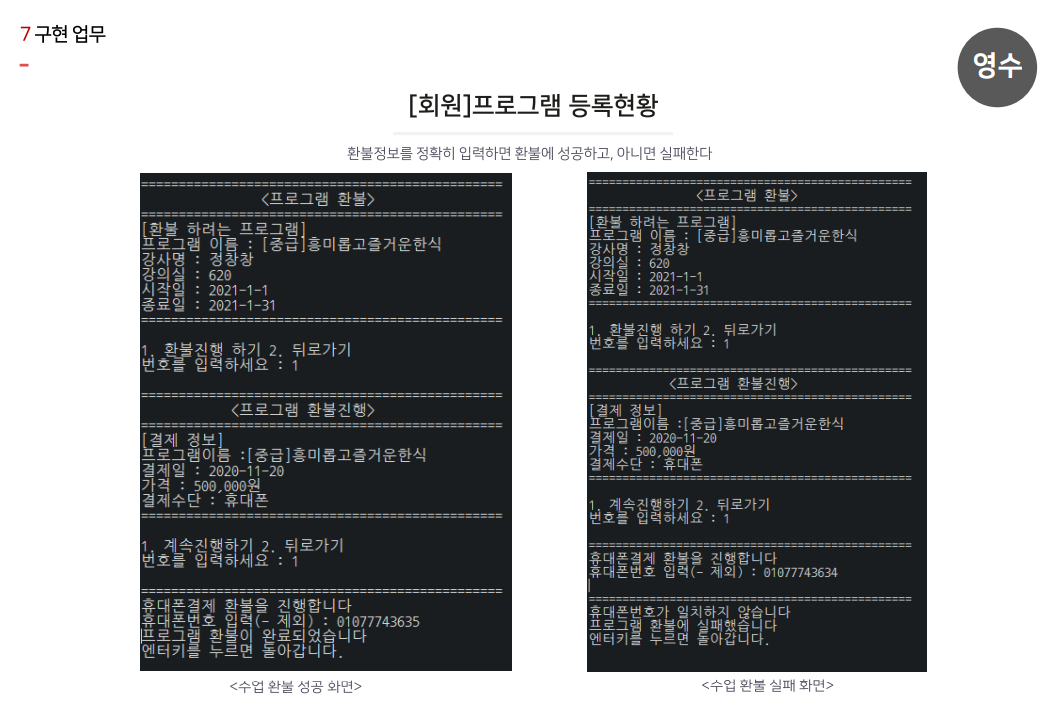 7 구현 업무
영수
[회원]프로그램 등록현황
환불정보를 정확히 입력하면 환불에 성공하고, 아니면 실패한다
================================================
<프로그램 환불>
================================================
[환불 하려는 프로그램]
프로그램 이름 : [중급]흥미롭고즐거운한식
강사명 : 정창창
강의실 : 620
시작일 : 2021-1-1
종료일 : 2021-1-31
================================================
1. 환불진행 하기 2. 뒤로가기
번호를 입력하세요 : 1
================================================
<프로그램 환불진행>
================================================
[결제 정보]
프로그램이름 :[중급]흥미롭고즐거운한식
결제일 : 2020-11-20
가격 : 500,000원
결제수단 : 휴대폰
================================================
1. 계속진행하기 2. 뒤로가기
번호를 입력하세요 : 1
================================================
휴대폰결제 환불을 진행합니다
휴대폰번호 입력(- 제외) : 01077743635
프로그램 환불이 완료되었습니다
엔터키를 누르면 돌아갑니다.
<수업 환불 성공 화면>
================================================
<프로그램 환불>
================================================
[환불 하려는 프로그램]
프로그램 이름 : [중급]흥미롭고즐거운한식
강사명 : 정창창
강의실 : 620
시작일 : 2021-1-1
종료일 : 2021-1-31
================================================
1. 환불진행 하기 2. 뒤로가기
번호를 입력하세요 : 1
================================================
<프로그램 환불진행>
================================================
[결제 정보]
프로그램이름 :[중급]흥미롭고즐거운한식
결제일 : 2020-11-20
가격 : 500,000원
결제수단 : 휴대폰
================================================
1. 계속진행하기 2. 뒤로가기
번호를 입력하세요 : 1
================================================
휴대폰결제 환불을 진행합니다
휴대폰번호 입력(- 제외) : 01077743634
================================================
휴대폰번호가 일치하지 않습니다
프로그램 환불에 실패했습니다
엔터키를 누르면 돌아갑니다.
<수업 환불 실패 화면>